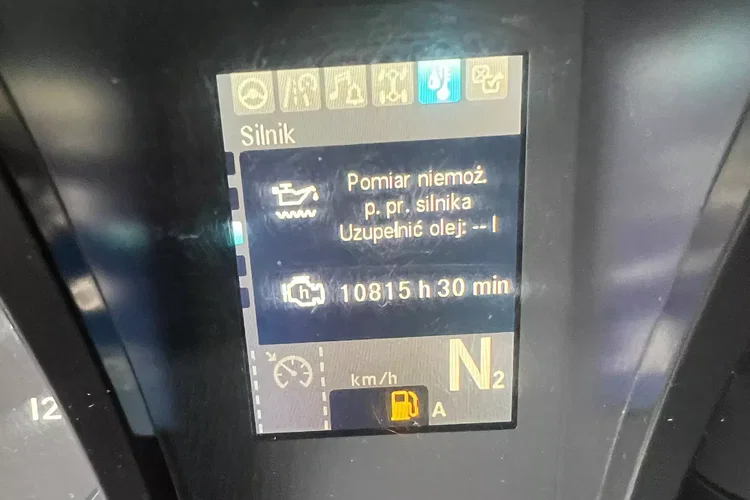 Silnik
Pomiar niemoż.
p. pr. silnika
Uzupełnić olej: -- l
h
10815 h 30 min
km/h
N2
A
12